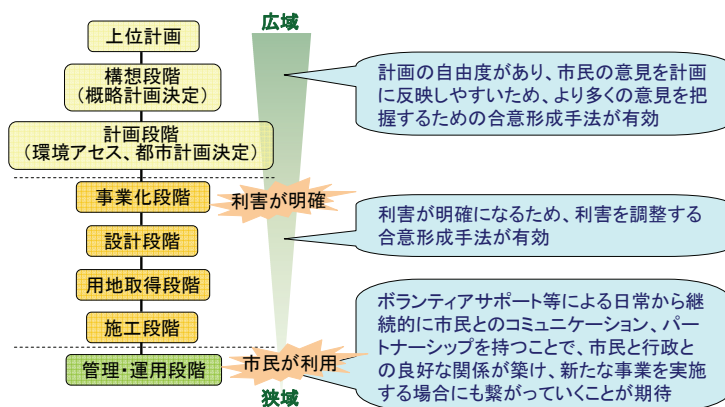 広域
上位計画
構想段階
(概略計画決定)
計画段階
(環境アセス、都市計画決定)
事業化段階
利害が明確
設計段階
用地取得段階
施工段階
管理・運用段階
市民が利用
狭域
計画の自由度があり、市民の意見を計画
に反映しやすいため、より多くの意見を把
握するための合意形成手法が有効
利害が明確になるため、利害を調整する
合意形成手法が有効
ボランティアサポート等による日常から継
続的に市民とのコミュニケーション、パー
トナーシップを持つことで、市民と行政と
の良好な関係が築け、新たな事業を実施
する場合にも繋がっていくことが期待